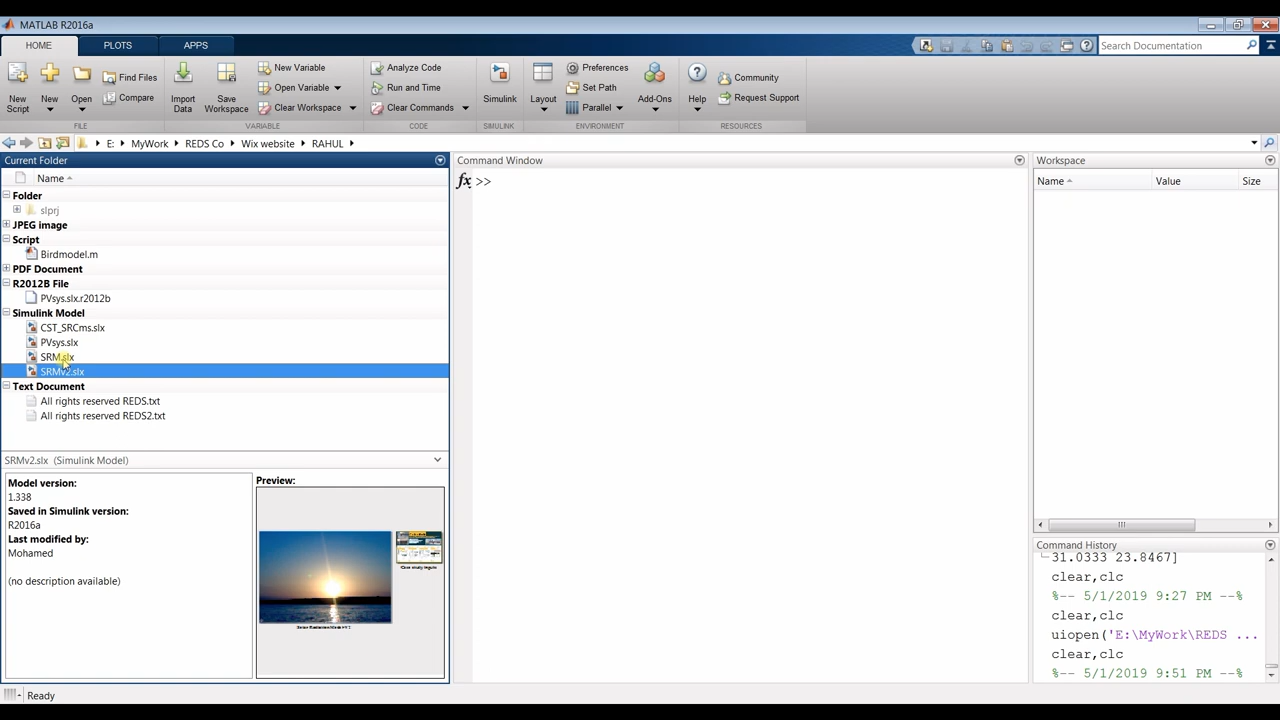 MATLAB R2016a
HOME PLOTS APPS
Search Documentation
New Script
New
Open
Find Files
Compare
Import Data
Save Workspace
New Variable
Open Variable
Clear Workspace
Analyze Code
Run and Time
Clear Commands
Simulink
Layout
Preferences
Set Path
Parallel
Add-Ons
Help
Community
Request Support
FILE VARIABLE CODE SIMULINK ENVIRONMENT RESOURCES
E: MyWork REDS Co Wix website RAHUL
Current Folder
Name
Folder
slprj
JPEG image
Script
Birdmodel.m
PDF Document
R2012B File
PVsys.slx.r2012b
Simulink Model
CST_SRCms.slx
PVsys.slx
SRM.slx
SRMv2.slx
Text Document
All rights reserved REDS.txt
All rights reserved REDS2.txt
SRMv2.slx (Simulink Model)
Model version:
1.338
Saved in Simulink version:
R2016a
Last modified by:
Mohamed
(no description available)
Preview:
Command Window
fx >>
Workspace
Name Value Size
Command History
31.0333 23.8467]
clear,clc
%-- 5/1/2019 9:27 PM --%
clear,clc
uiopen('E:\MyWork\REDS ...
clear,clc
%-- 5/1/2019 9:51 PM --%
Ready